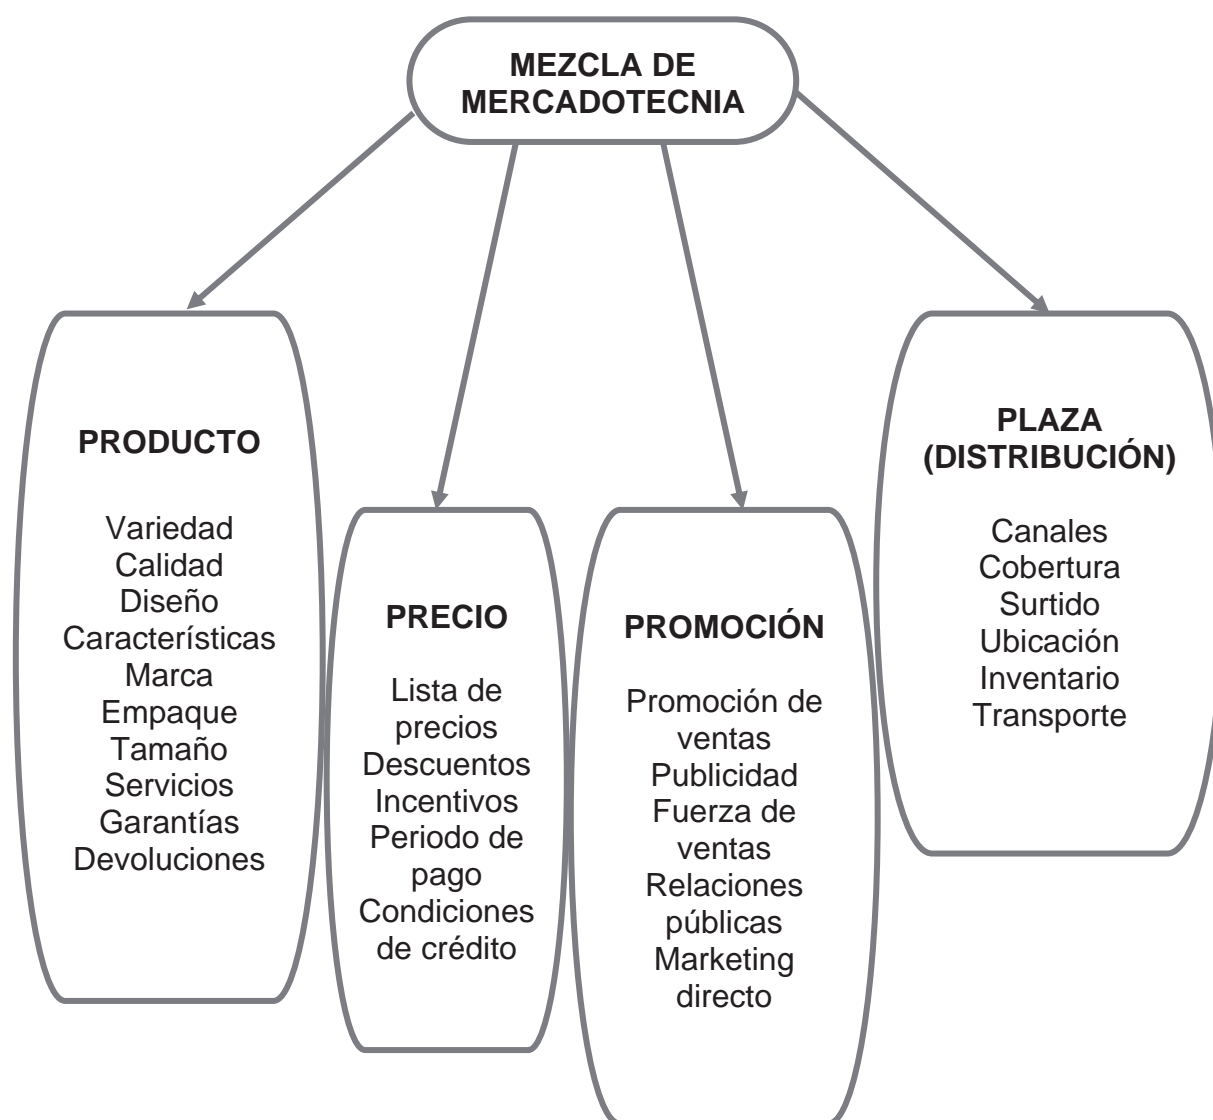 MEZCLA DE
MERCADOTECNIA
PRODUCTO
Variedad
Calidad
Diseño
Características
Marca
Empaque
Tamaño
Servicios
Garantías
Devoluciones
PRECIO
Lista de
precios
Descuentos
Incentivos
Periodo de
pago
Condiciones
de crédito
PROMOCIÓN
Promoción de
ventas
Publicidad
Fuerza de
ventas
Relaciones
públicas
Marketing
directo
PLAZA
(DISTRIBUCIÓN)
Canales
Cobertura
Surtido
Ubicación
Inventario
Transporte